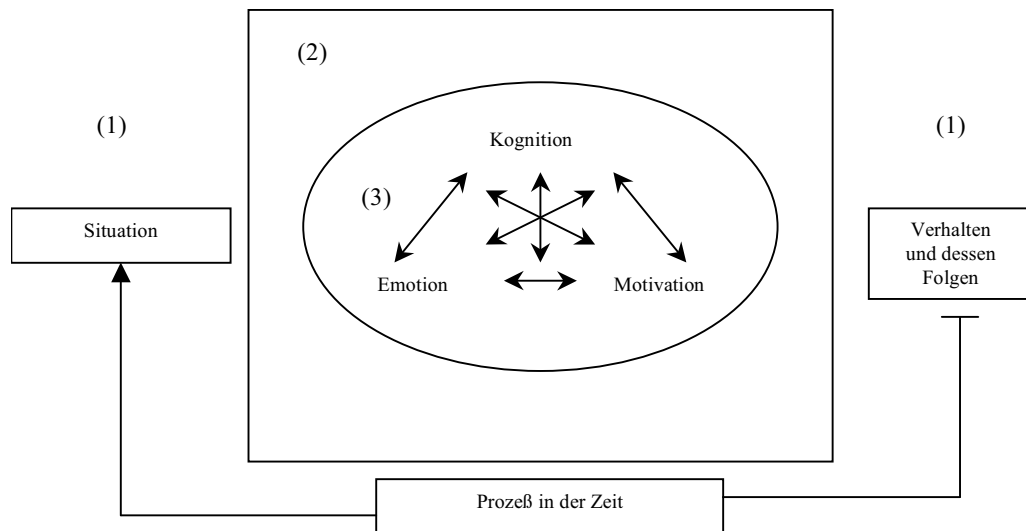 (2)
(1)
(1)
Kognition
(3)
Situation
Verhalten
und dessen
Folgen
Emotion
Motivation
Prozeß in der Zeit